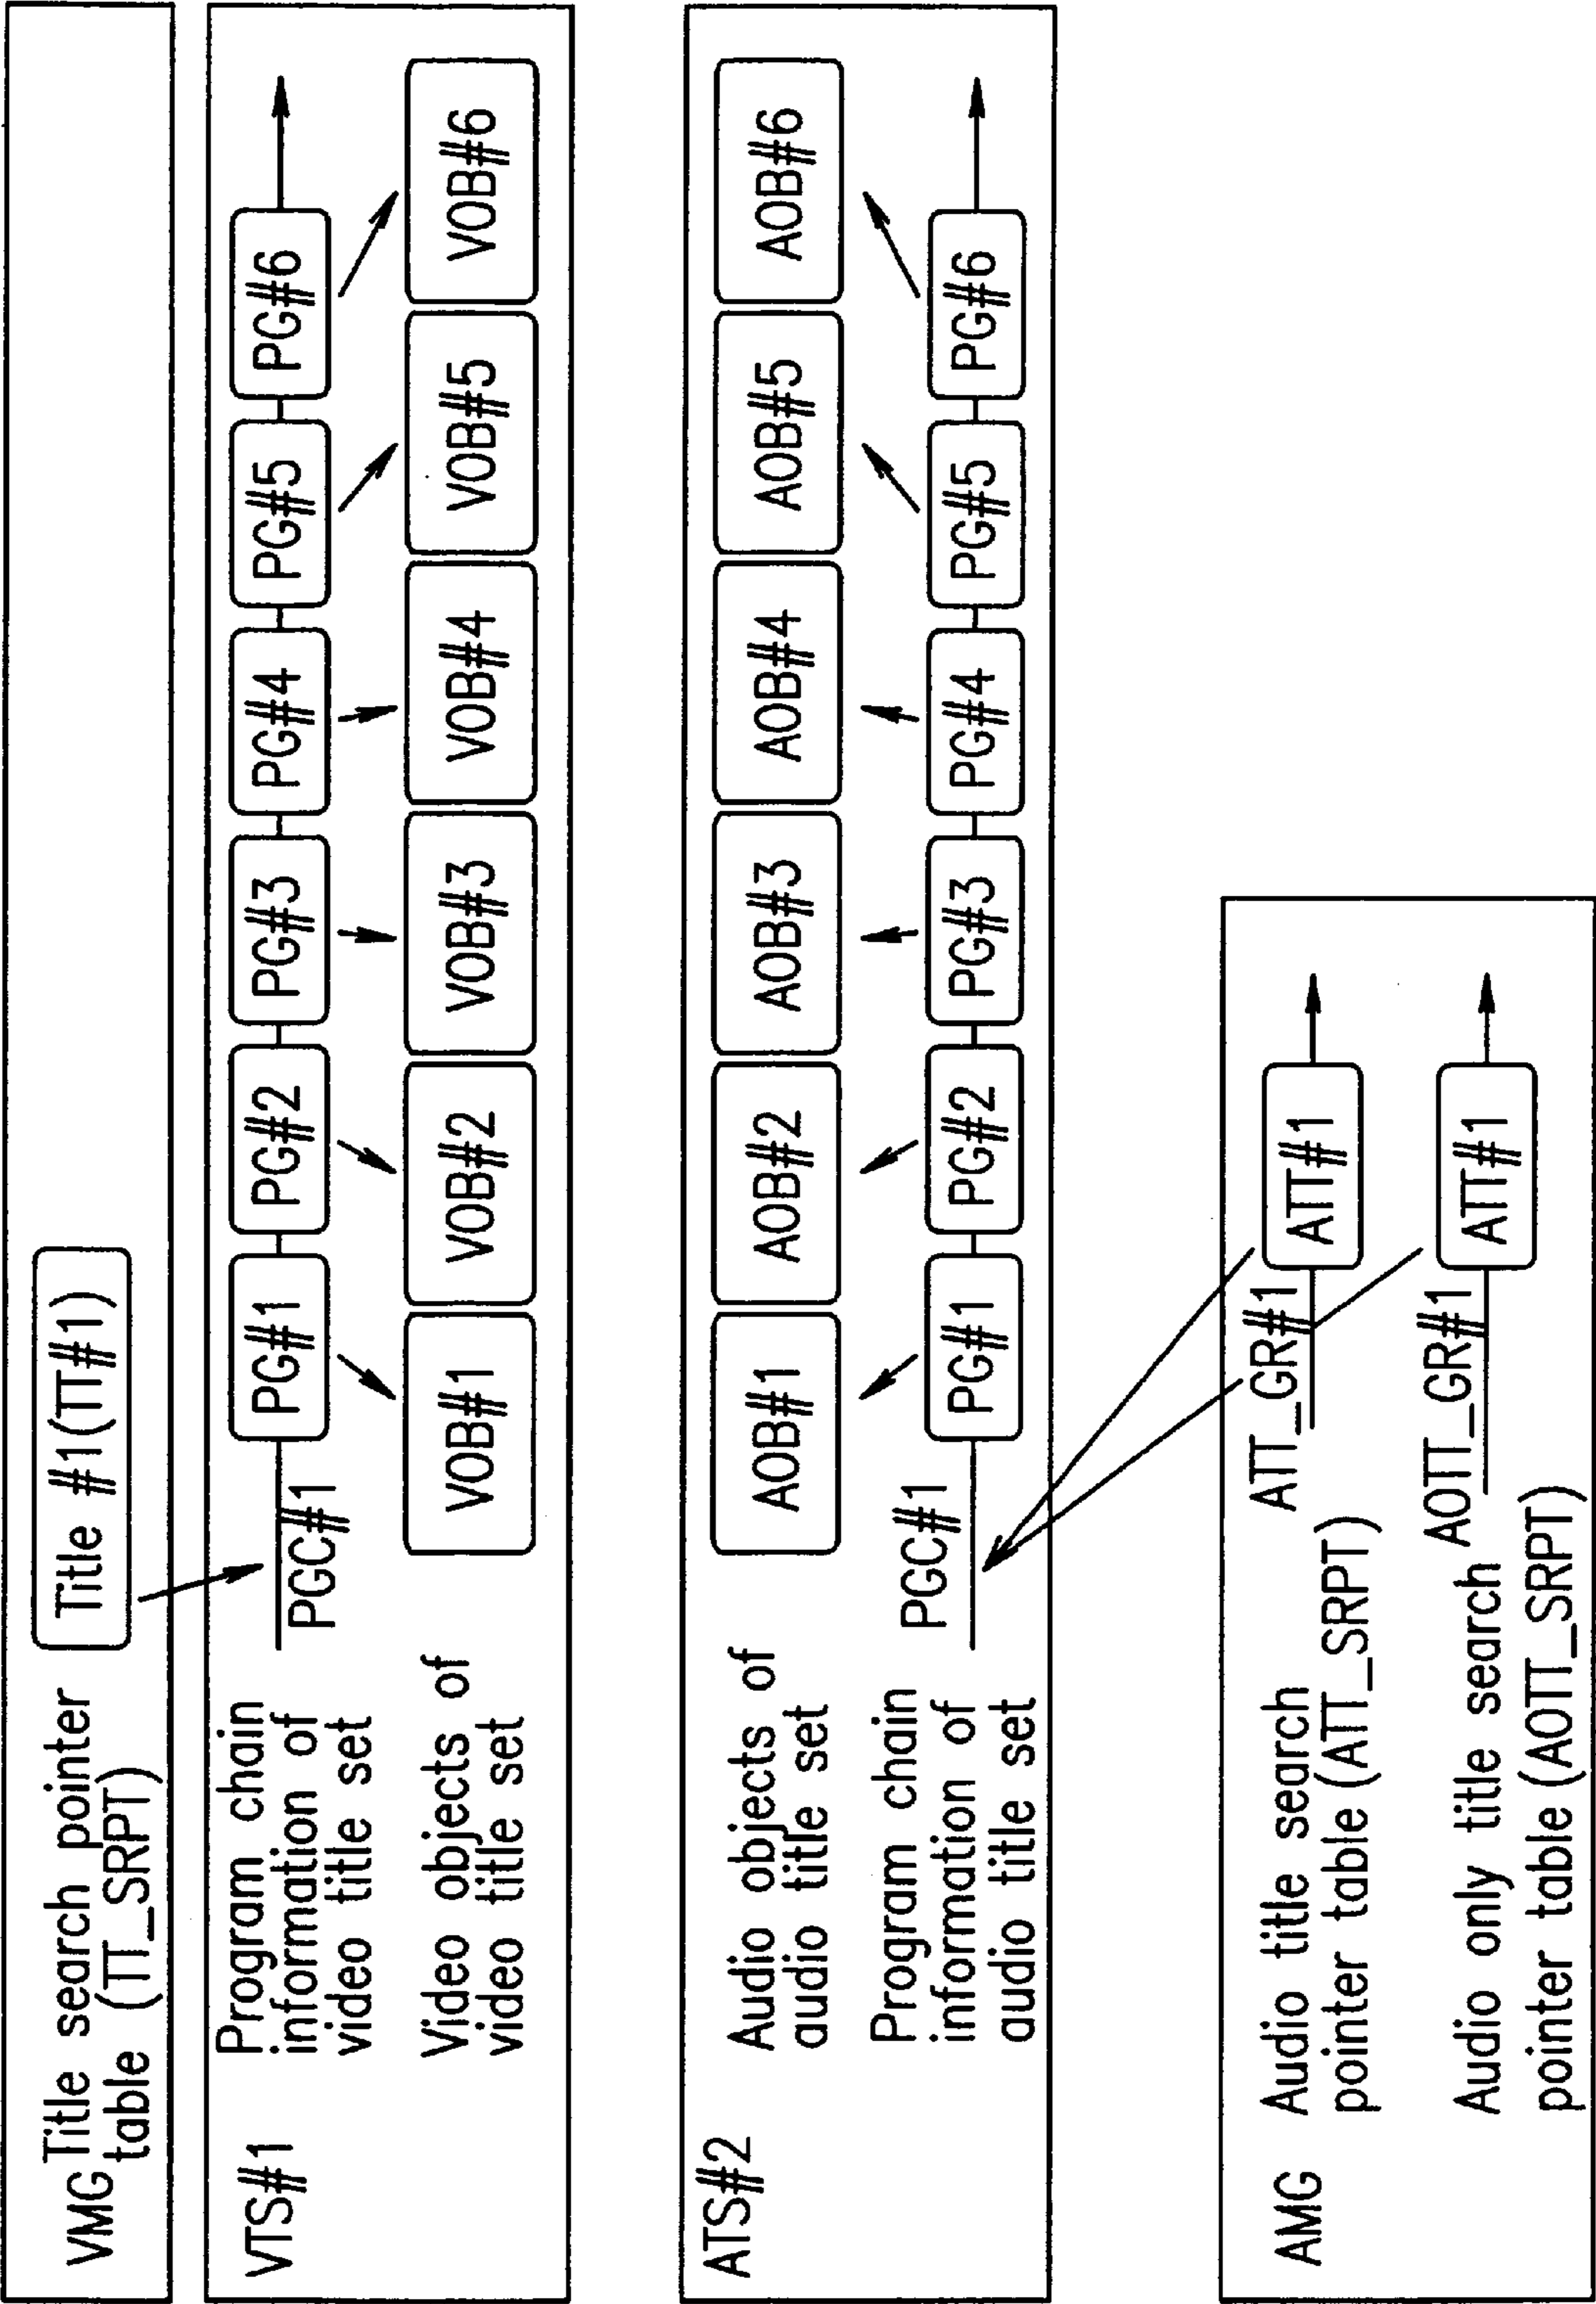 VMG
Title search pointer
table (TT_SRPT)
Title #1(TT#1)
VTS#1
Program chain
information of
video title set
PGC#1
PG#1
PG#2
PG#3
PG#4
PG#5
PG#6
Video objects of
video title set
VOB#1
VOB#2
VOB#3
VOB#4
VOB#5
VOB#6
ATS#2
Audio objects of
audio title set
AOB#1
AOB#2
AOB#3
AOB#4
AOB#5
AOB#6
Program chain
information of
audio title set
PGC#1
PG#1
PG#2
PG#3
PG#4
PG#5
PG#6
AMG
Audio title search
pointer table (ATT_SRPT)
ATT_GR#1
ATT#1
Audio only title search
pointer table (AOTT_SRPT)
AOTT_GR#1
ATT#1